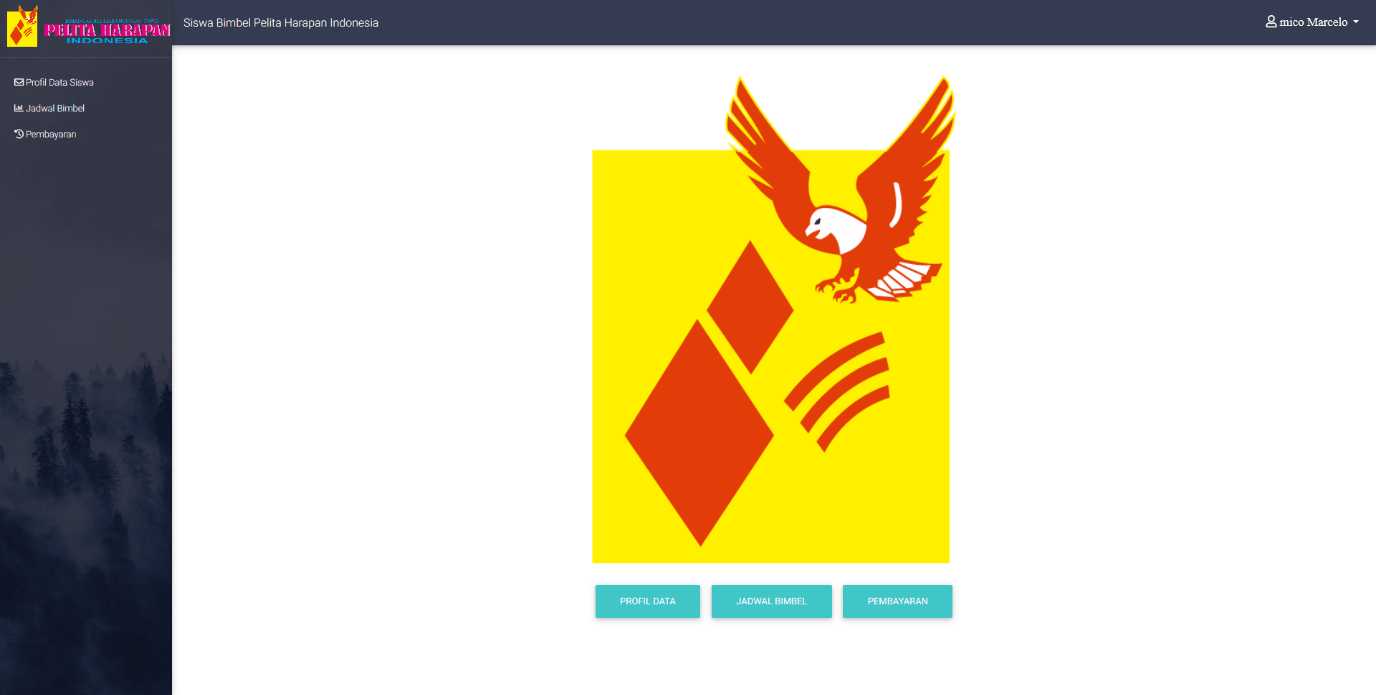 PELITA HARAPAN
INDONESIA
Siswa Bimbel Pelita Harapan Indonesia
mico Marcelo
Profil Data Siswa
Jadwal Bimbel
Pembayaran
PROFIL DATA
JADWAL BIMBEL
PEMBAYARAN